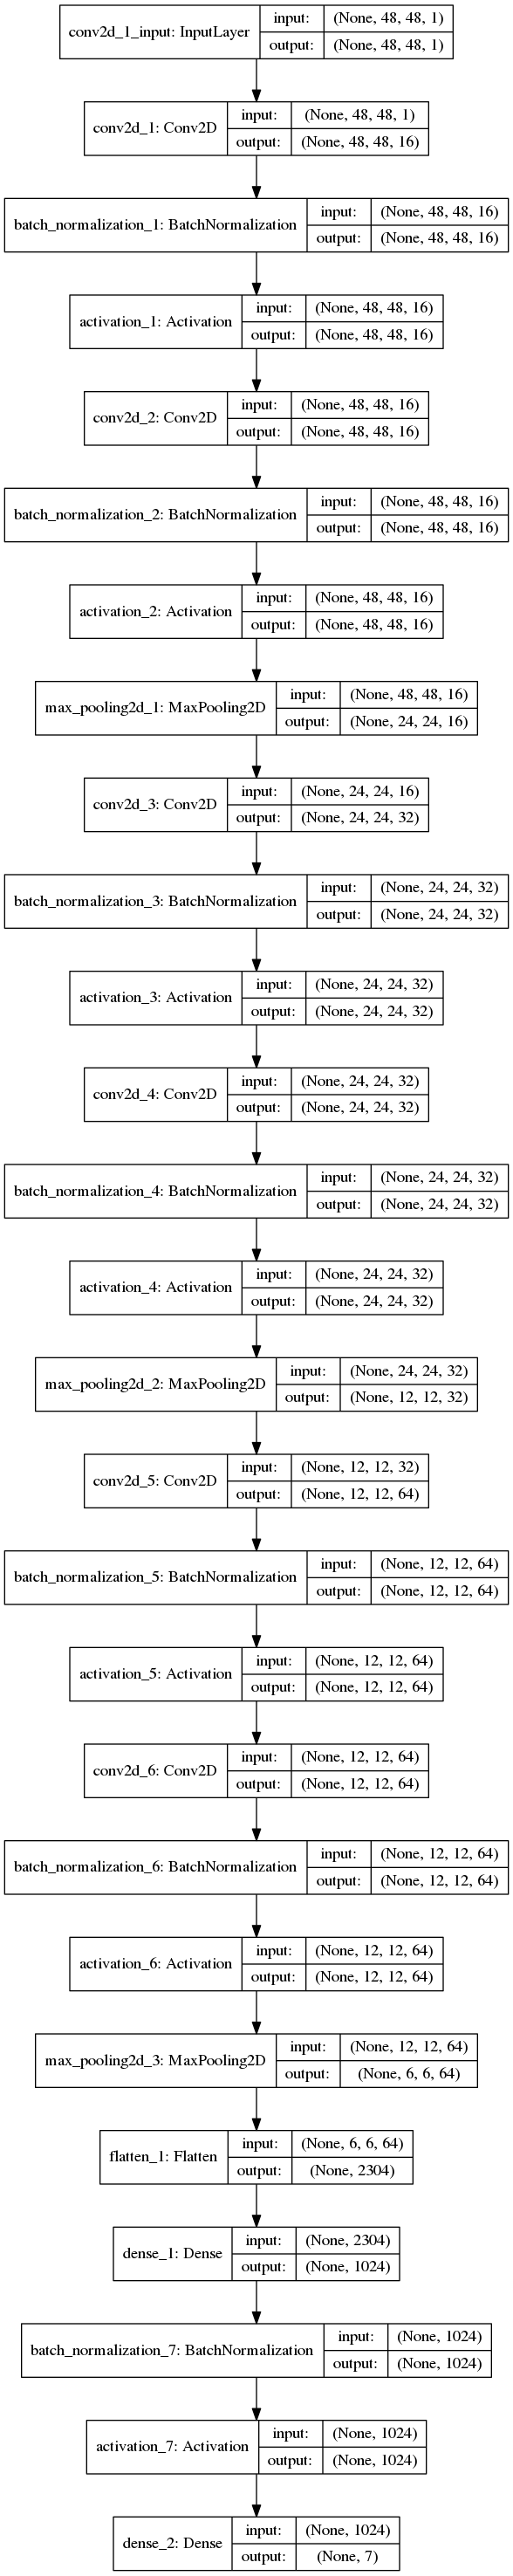 conv2d_1_input: InputLayer
input: (None, 48, 48, 1)
output: (None, 48, 48, 1)
conv2d_1: Conv2D
input: (None, 48, 48, 1)
output: (None, 48, 48, 16)
batch_normalization_1: BatchNormalization
input: (None, 48, 48, 16)
output: (None, 48, 48, 16)
activation_1: Activation
input: (None, 48, 48, 16)
output: (None, 48, 48, 16)
conv2d_2: Conv2D
input: (None, 48, 48, 16)
output: (None, 48, 48, 16)
batch_normalization_2: BatchNormalization
input: (None, 48, 48, 16)
output: (None, 48, 48, 16)
activation_2: Activation
input: (None, 48, 48, 16)
output: (None, 48, 48, 16)
max_pooling2d_1: MaxPooling2D
input: (None, 48, 48, 16)
output: (None, 24, 24, 16)
conv2d_3: Conv2D
input: (None, 24, 24, 16)
output: (None, 24, 24, 32)
batch_normalization_3: BatchNormalization
input: (None, 24, 24, 32)
output: (None, 24, 24, 32)
activation_3: Activation
input: (None, 24, 24, 32)
output: (None, 24, 24, 32)
conv2d_4: Conv2D
input: (None, 24, 24, 32)
output: (None, 24, 24, 32)
batch_normalization_4: BatchNormalization
input: (None, 24, 24, 32)
output: (None, 24, 24, 32)
activation_4: Activation
input: (None, 24, 24, 32)
output: (None, 24, 24, 32)
max_pooling2d_2: MaxPooling2D
input: (None, 24, 24, 32)
output: (None, 12, 12, 32)
conv2d_5: Conv2D
input: (None, 12, 12, 32)
output: (None, 12, 12, 64)
batch_normalization_5: BatchNormalization
input: (None, 12, 12, 64)
output: (None, 12, 12, 64)
activation_5: Activation
input: (None, 12, 12, 64)
output: (None, 12, 12, 64)
conv2d_6: Conv2D
input: (None, 12, 12, 64)
output: (None, 12, 12, 64)
batch_normalization_6: BatchNormalization
input: (None, 12, 12, 64)
output: (None, 12, 12, 64)
activation_6: Activation
input: (None, 12, 12, 64)
output: (None, 12, 12, 64)
max_pooling2d_3: MaxPooling2D
input: (None, 12, 12, 64)
output: (None, 6, 6, 64)
flatten_1: Flatten
input: (None, 6, 6, 64)
output: (None, 2304)
dense_1: Dense
input: (None, 2304)
output: (None, 1024)
batch_normalization_7: BatchNormalization
input: (None, 1024)
output: (None, 1024)
activation_7: Activation
input: (None, 1024)
output: (None, 1024)
dense_2: Dense
input: (None, 1024)
output: (None, 7)